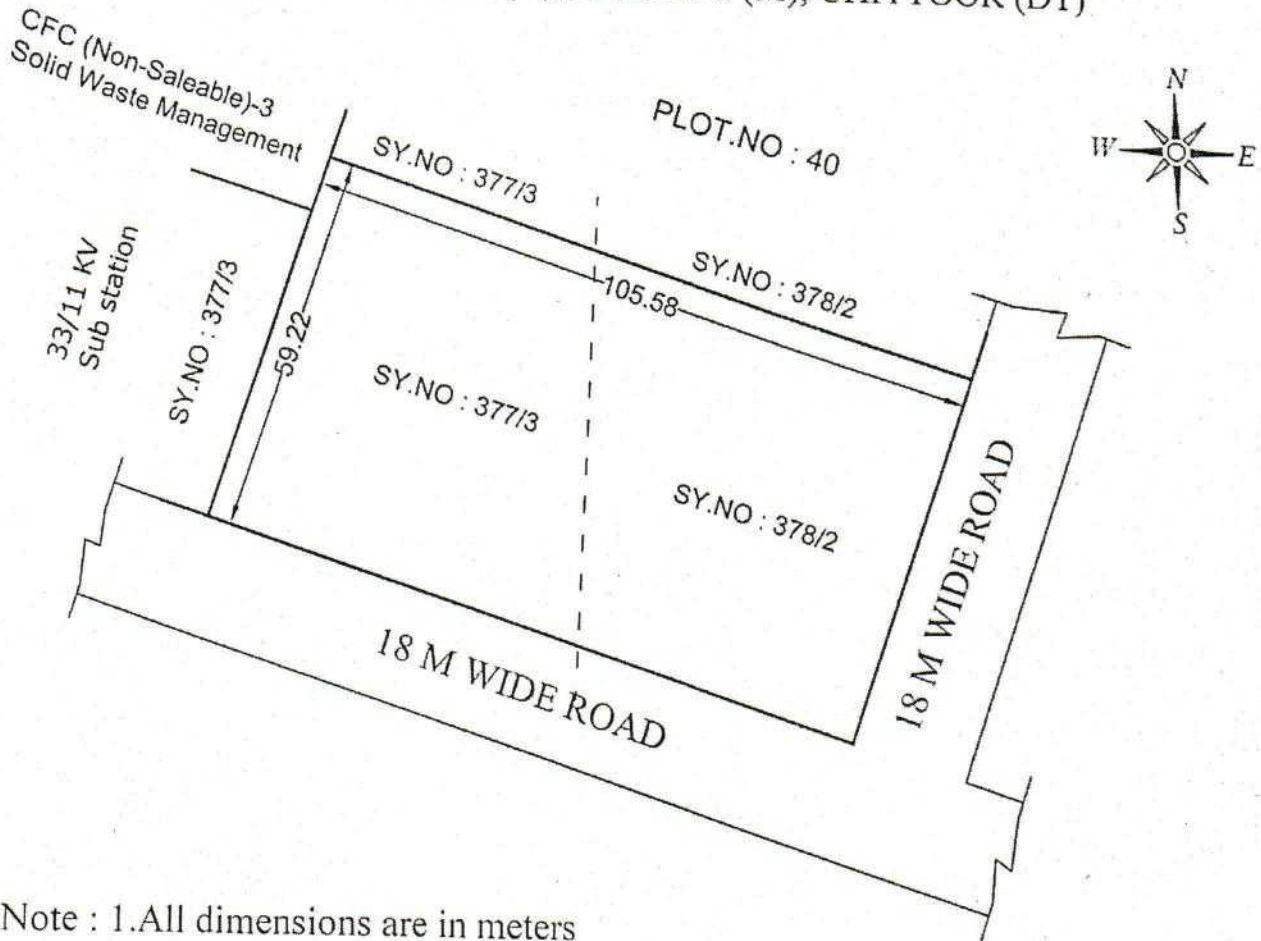 CHITTOOR (DT)
CFC (Non-Saleable)-3
Solid Waste Management
PLOT.NO : 40
N
W
E
S
SY.NO : 377/3
SY.NO : 378/2
105.58
33/11 KV
Sub station
SY.NO : 377/3
59.22
SY.NO : 377/3
SY.NO : 378/2
18 M WIDE ROAD
18 M WIDE ROAD
Note : 1.All dimensions are in meters